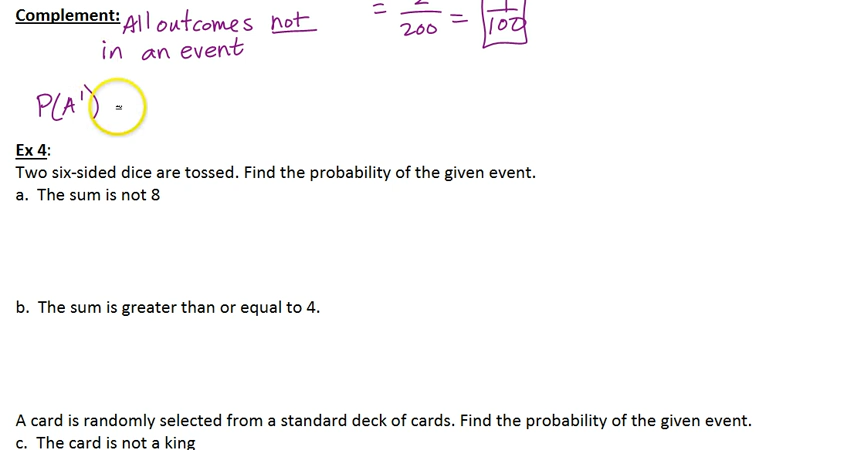 Complement: All outcomes not
in an event
= 2/200 = 1/100
P(A') =
Ex 4:
Two six-sided dice are tossed. Find the probability of the given event.
a. The sum is not 8
b. The sum is greater than or equal to 4.
A card is randomly selected from a standard deck of cards. Find the probability of the given event.
c. The card is not a king